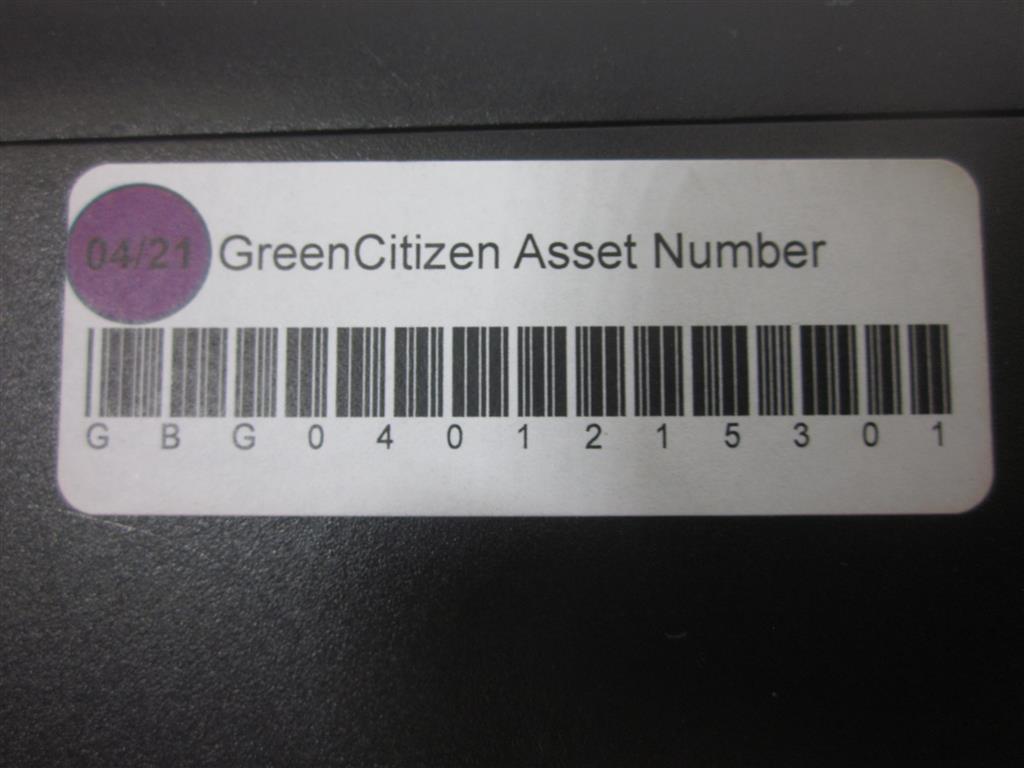 04/21 GreenCitizen Asset Number
G B G 0 4 0 1 2 1 5 3 0 1